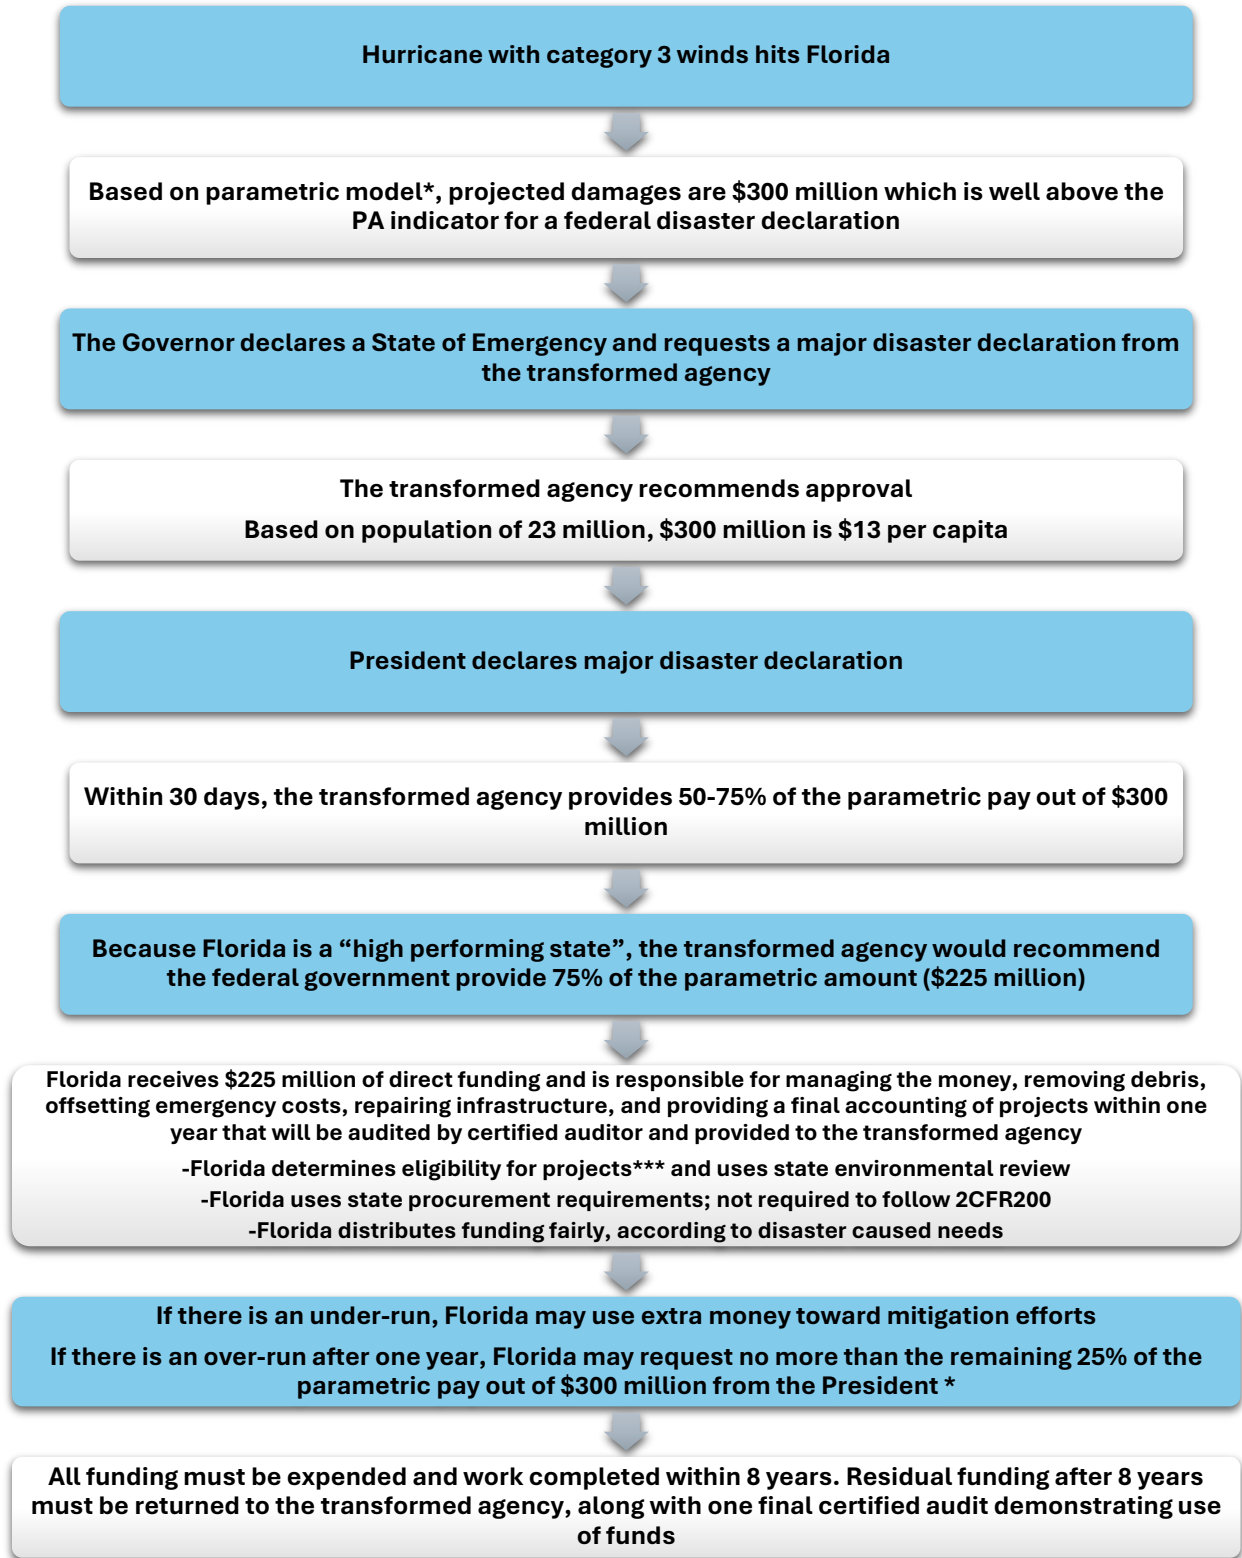 Hurricane with category 3 winds hits Florida
Based on parametric model*, projected damages are $300 million which is well above the
PA indicator for a federal disaster declaration
The Governor declares a State of Emergency and requests a major disaster declaration from
the transformed agency
The transformed agency recommends approval
Based on population of 23 million, $300 million is $13 per capita
President declares major disaster declaration
Within 30 days, the transformed agency provides 50-75% of the parametric pay out of $300
million
Because Florida is a “high performing state”, the transformed agency would recommend
the federal government provide 75% of the parametric amount ($225 million)
Florida receives $225 million of direct funding and is responsible for managing the money, removing debris,
offsetting emergency costs, repairing infrastructure, and providing a final accounting of projects within one
year that will be audited by certified auditor and provided to the transformed agency
-Florida determines eligibility for projects*** and uses state environmental review
-Florida uses state procurement requirements; not required to follow 2CFR200
-Florida distributes funding fairly, according to disaster caused needs
If there is an under-run, Florida may use extra money toward mitigation efforts
If there is an over-run after one year, Florida may request no more than the remaining 25% of the
parametric pay out of $300 million from the President *
All funding must be expended and work completed within 8 years. Residual funding after 8 years
must be returned to the transformed agency, along with one final certified audit demonstrating use
of funds